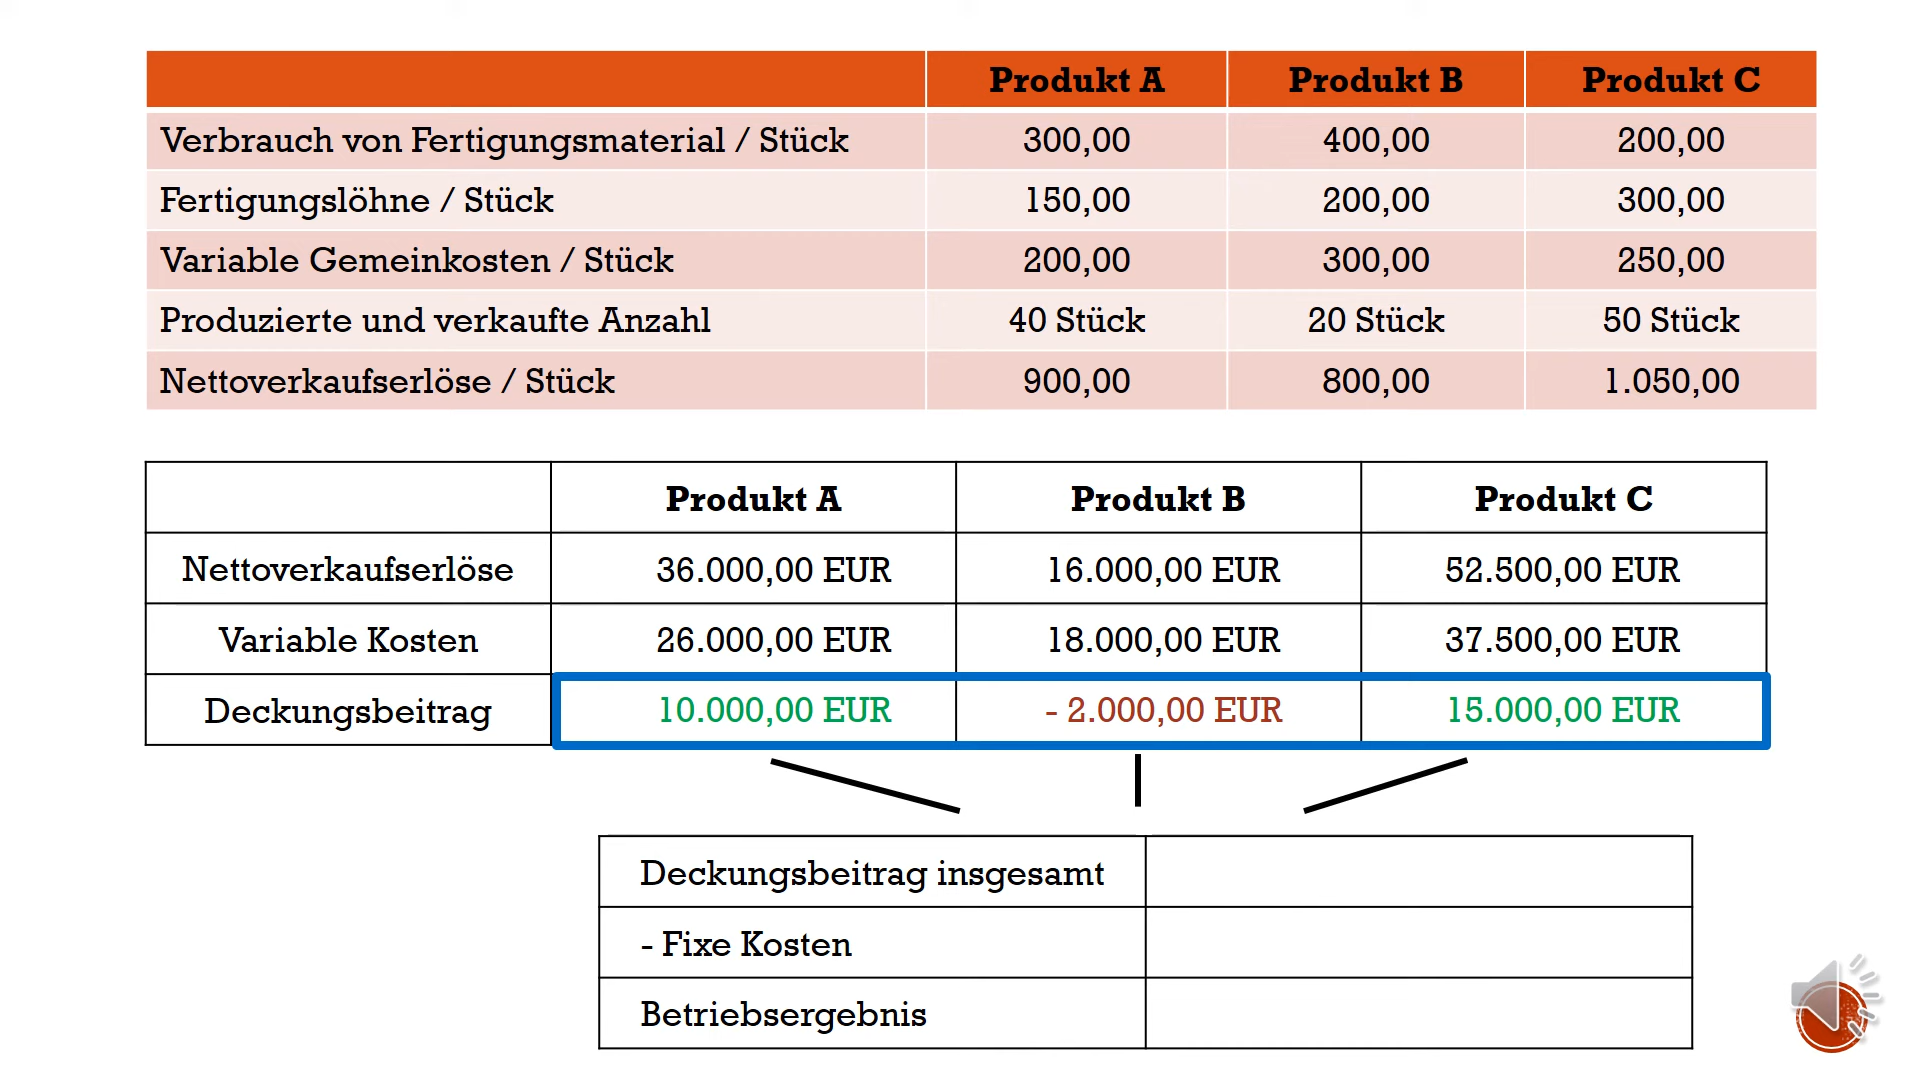 Produkt A Produkt B Produkt C
Verbrauch von Fertigungsmaterial / Stück 300,00 400,00 200,00
Fertigungslöhne / Stück 150,00 200,00 300,00
Variable Gemeinkosten / Stück 200,00 300,00 250,00
Produzierte und verkaufte Anzahl 40 Stück 20 Stück 50 Stück
Nettoverkaufserlöse / Stück 900,00 800,00 1.050,00
Produkt A Produkt B Produkt C
Nettoverkaufserlöse 36.000,00 EUR 16.000,00 EUR 52.500,00 EUR
Variable Kosten 26.000,00 EUR 18.000,00 EUR 37.500,00 EUR
Deckungsbeitrag 10.000,00 EUR - 2.000,00 EUR 15.000,00 EUR
Deckungsbeitrag insgesamt
- Fixe Kosten
Betriebsergebnis